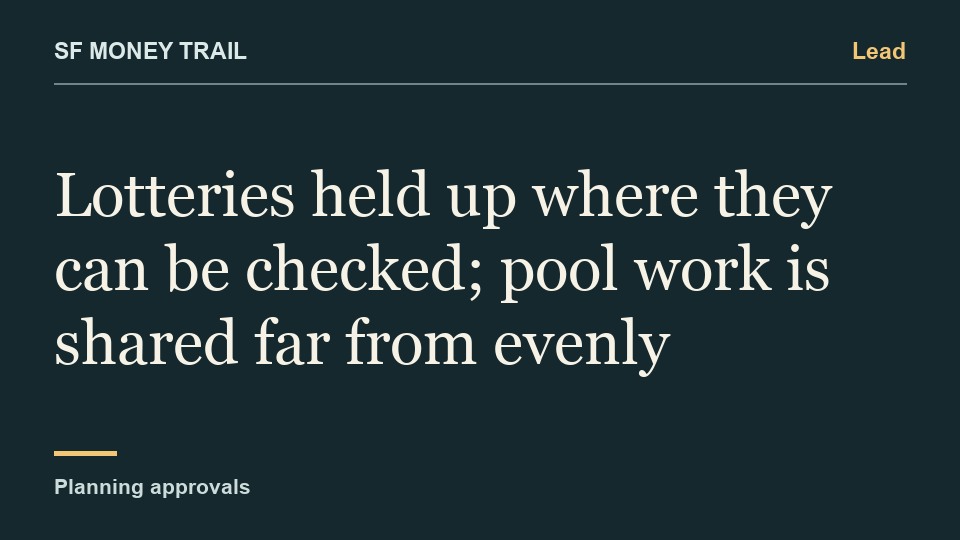 SF MONEY TRAIL
Lead
Lotteries held up where they
can be checked; pool work is
shared far from evenly
Planning approvals